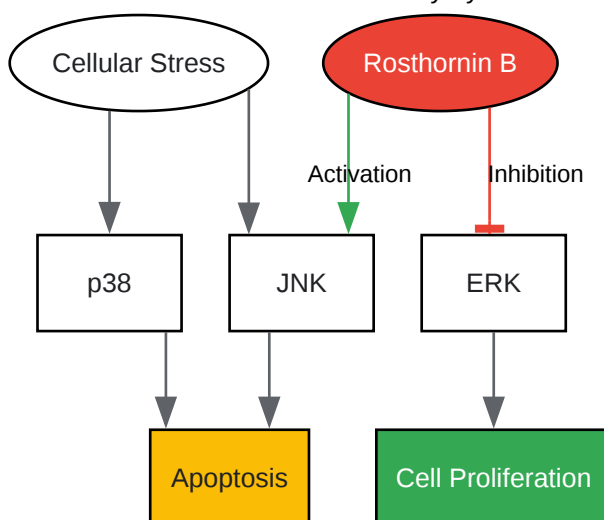 Cellular Stress
Rosthornin B
Activation
Inhibition
p38
JNK
ERK
Apoptosis
Cell Proliferation